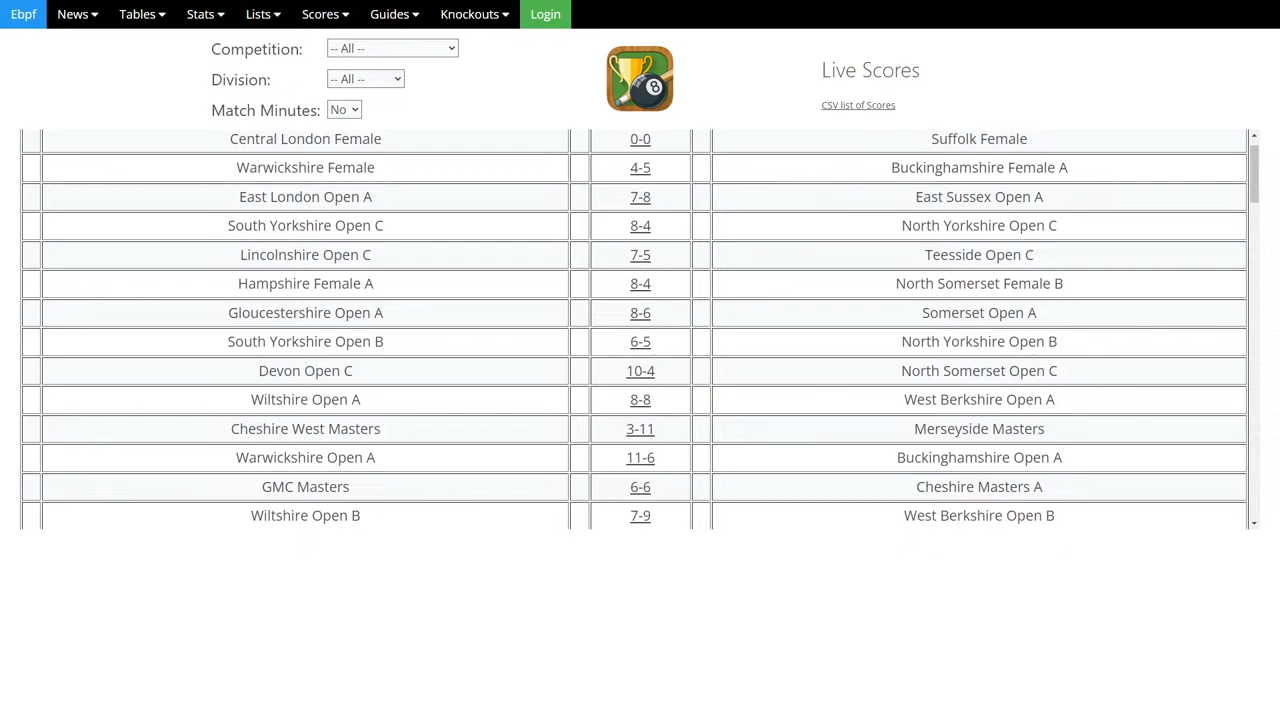 Ebpf News Tables Stats Lists Scores Guides Knockouts Login
Competition: -- All --
Division: -- All --
Match Minutes: No
8
Live Scores
CSV list of Scores
Central London Female 0-0 Suffolk Female
Warwickshire Female 4-5 Buckinghamshire Female A
East London Open A 7-8 East Sussex Open A
South Yorkshire Open C 8-4 North Yorkshire Open C
Lincolnshire Open C 7-5 Teesside Open C
Hampshire Female A 8-4 North Somerset Female B
Gloucestershire Open A 8-6 Somerset Open A
South Yorkshire Open B 6-5 North Yorkshire Open B
Devon Open C 10-4 North Somerset Open C
Wiltshire Open A 8-8 West Berkshire Open A
Cheshire West Masters 3-11 Merseyside Masters
Warwickshire Open A 11-6 Buckinghamshire Open A
GMC Masters 6-6 Cheshire Masters A
Wiltshire Open B 7-9 West Berkshire Open B